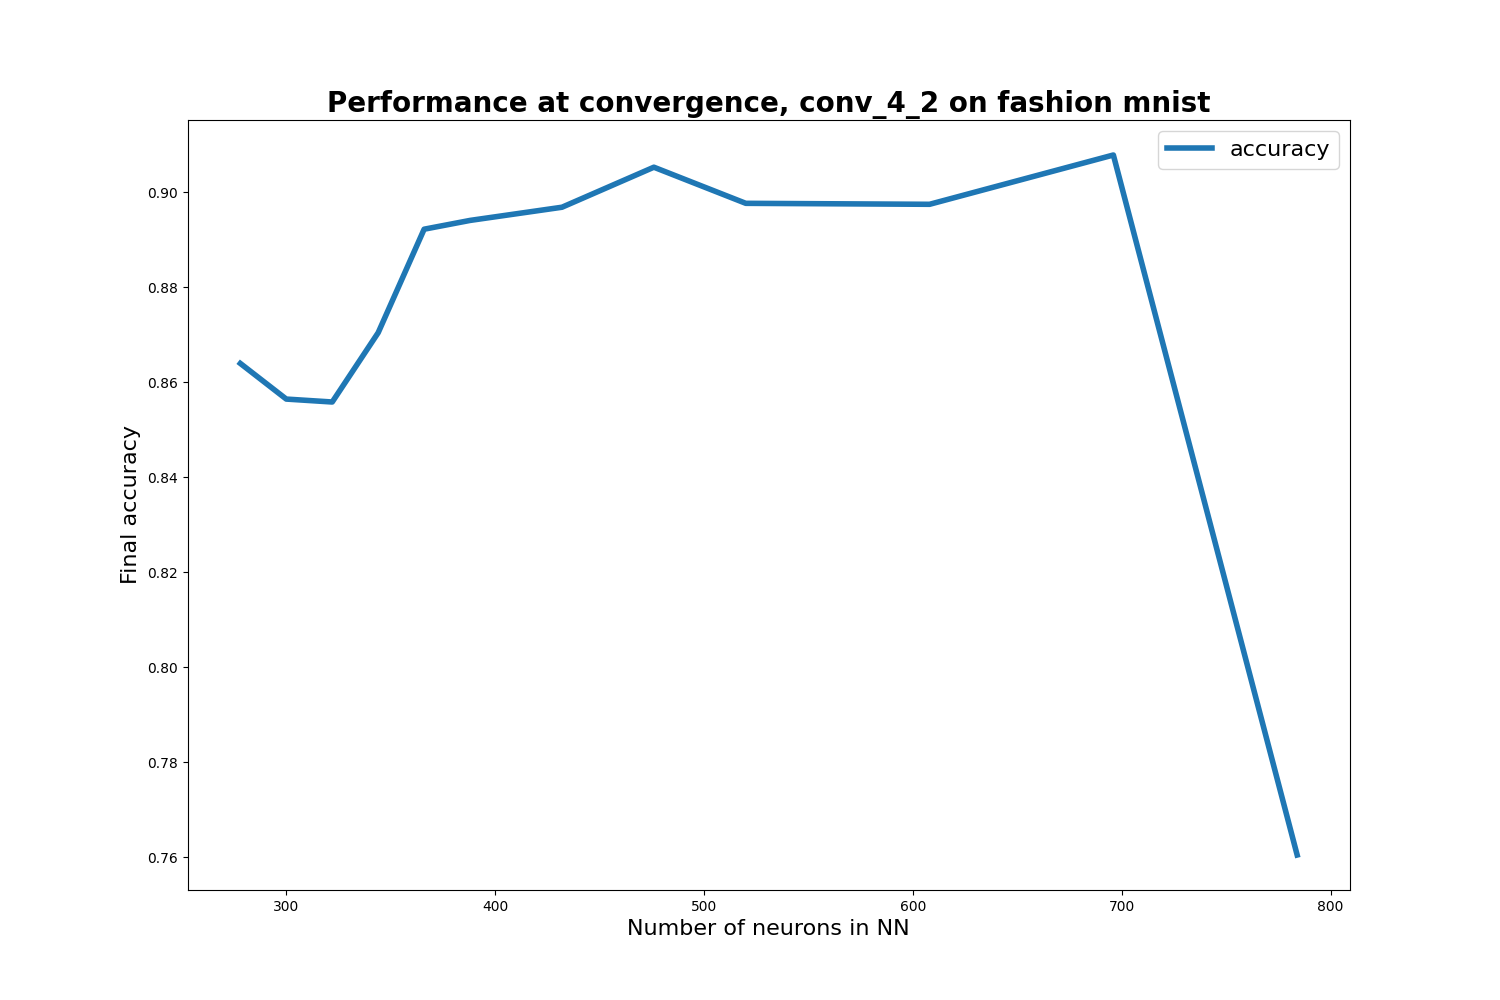 Performance at convergence, conv_4_2 on fashion mnist
accuracy
0.90
0.88
0.86
0.84
0.82
0.80
0.78
0.76
Final accuracy
300 400 500 600 700 800
Number of neurons in NN